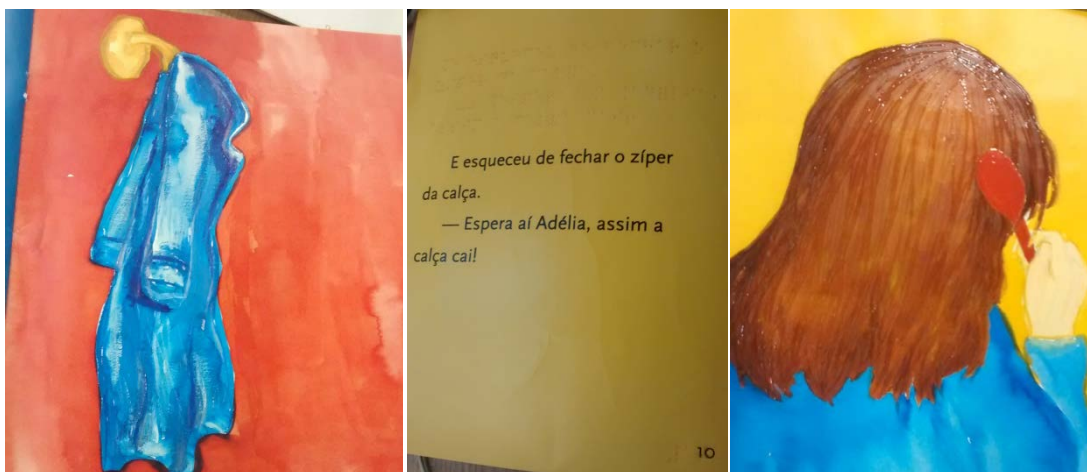 E esqueceu de fechar o zíper
da calça.
— Espera aí Adélia, assim a
calça cai!
10